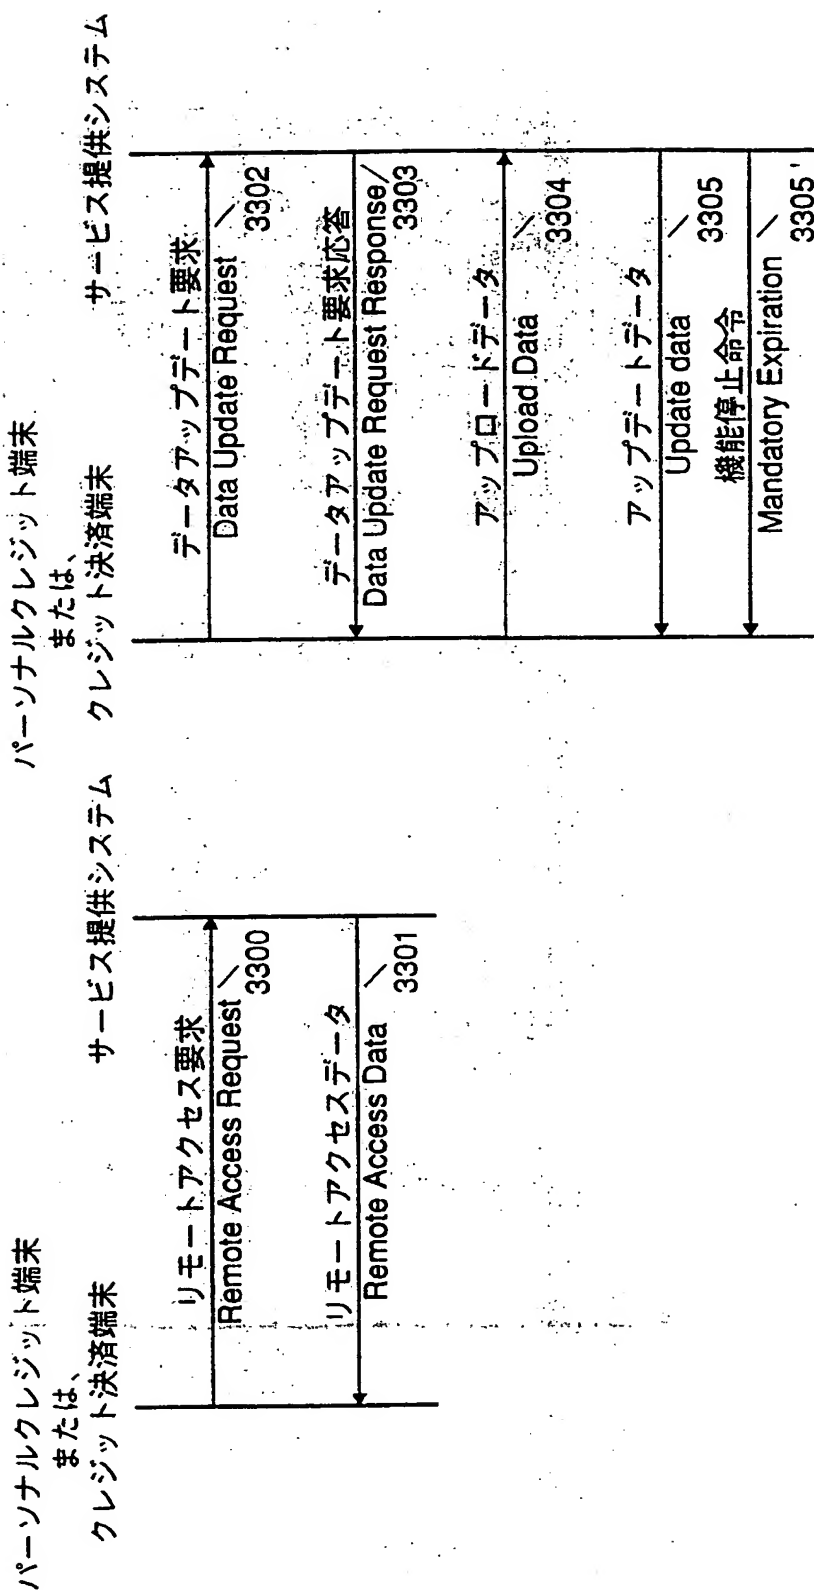 パーソナルクレジット端末
または、
クレジット決済端末
サービス提供システム
リモートアクセス要求
Remote Access Request
3300
リモートアクセスデータ
Remote Access Data
3301
パーソナルクレジット端末
または、
クレジット決済端末
サービス提供システム
データアップデート要求
Data Update Request
3302
データアップデート要求応答
Data Update Request Response
3303
アップロードデータ
Upload Data
3304
アップデートデータ
Update data
3305
機能停止命令
Mandatory Expiration
3305'